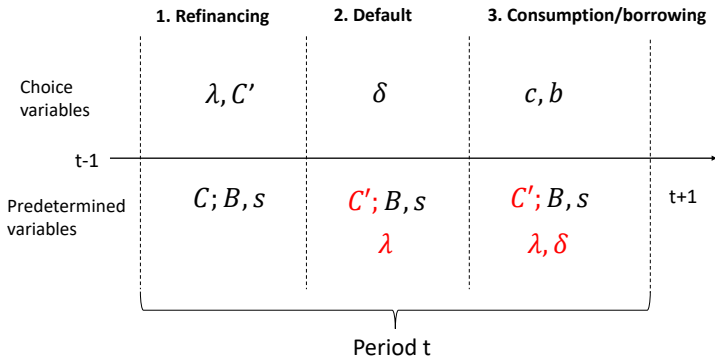 1. Refinancing 2. Default 3. Consumption/borrowing
Choice
variables
λ, C' δ c, b
t-1
Predetermined
variables
C; B, s C'; B, s C'; B, s
λ λ, δ
t+1
Period t